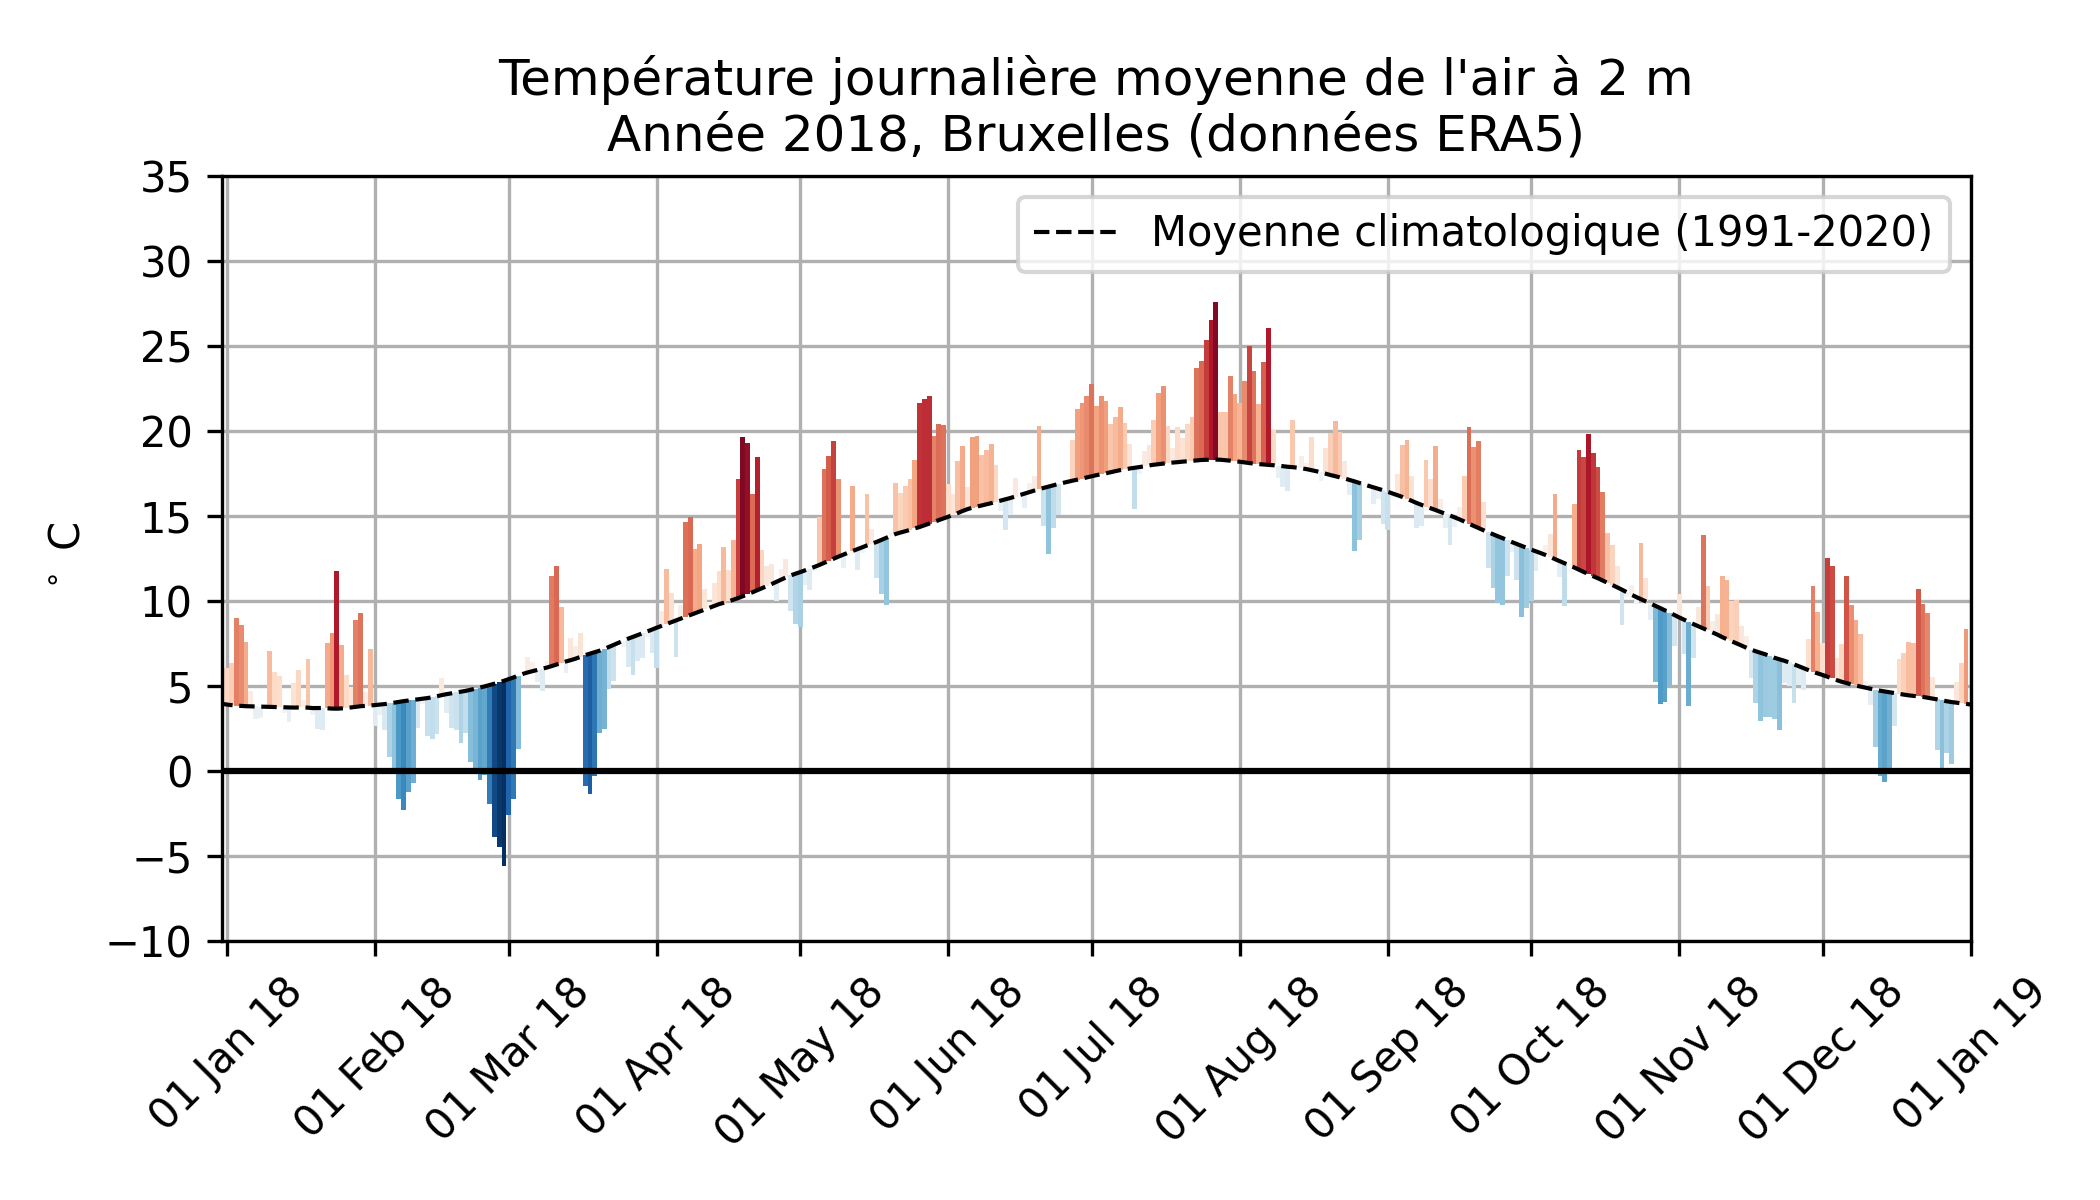 Température journalière moyenne de l'air à 2 m
Année 2018, Bruxelles (données ERA5)
Moyenne climatologique (1991-2020)
35
30
25
20
15
10
5
0
−5
−10
° C
01 Jan 18
01 Feb 18
01 Mar 18
01 Apr 18
01 May 18
01 Jun 18
01 Jul 18
01 Aug 18
01 Sep 18
01 Oct 18
01 Nov 18
01 Dec 18
01 Jan 19